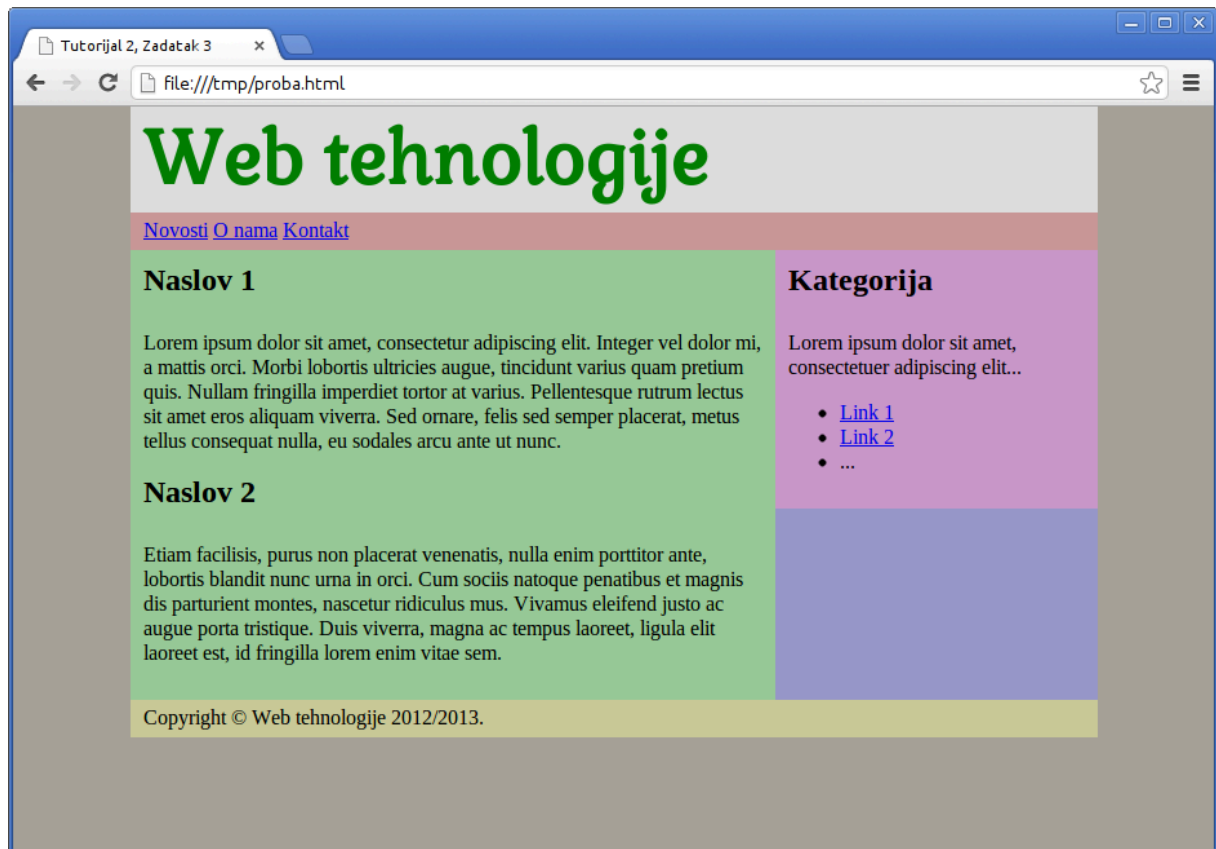 Tutorijal 2, Zadatak 3
file:///tmp/proba.html
Web tehnologije
Novosti O nama Kontakt
Naslov 1
Lorem ipsum dolor sit amet, consectetur adipiscing elit. Integer vel dolor mi,
a mattis orci. Morbi lobortis ultricies augue, tincidunt varius quam pretium
quis. Nullam fringilla imperdiet tortor at varius. Pellentesque rutrum lectus
sit amet eros aliquam viverra. Sed ornare, felis sed semper placerat, metus
tellus consequat nulla, eu sodales arcu ante ut nunc.
Naslov 2
Etiam facilisis, purus non placerat venenatis, nulla enim porttitor ante,
lobortis blandit nunc urna in orci. Cum sociis natoque penatibus et magnis
dis parturient montes, nascetur ridiculus mus. Vivamus eleifend justo ac
augue porta tristique. Duis viverra, magna ac tempus laoreet, ligula elit
laoreet est, id fringilla lorem enim vitae sem.
Kategorija
Lorem ipsum dolor sit amet,
consectetuer adipiscing elit...
• Link 1
• Link 2
• ...
Copyright © Web tehnologije 2012/2013.